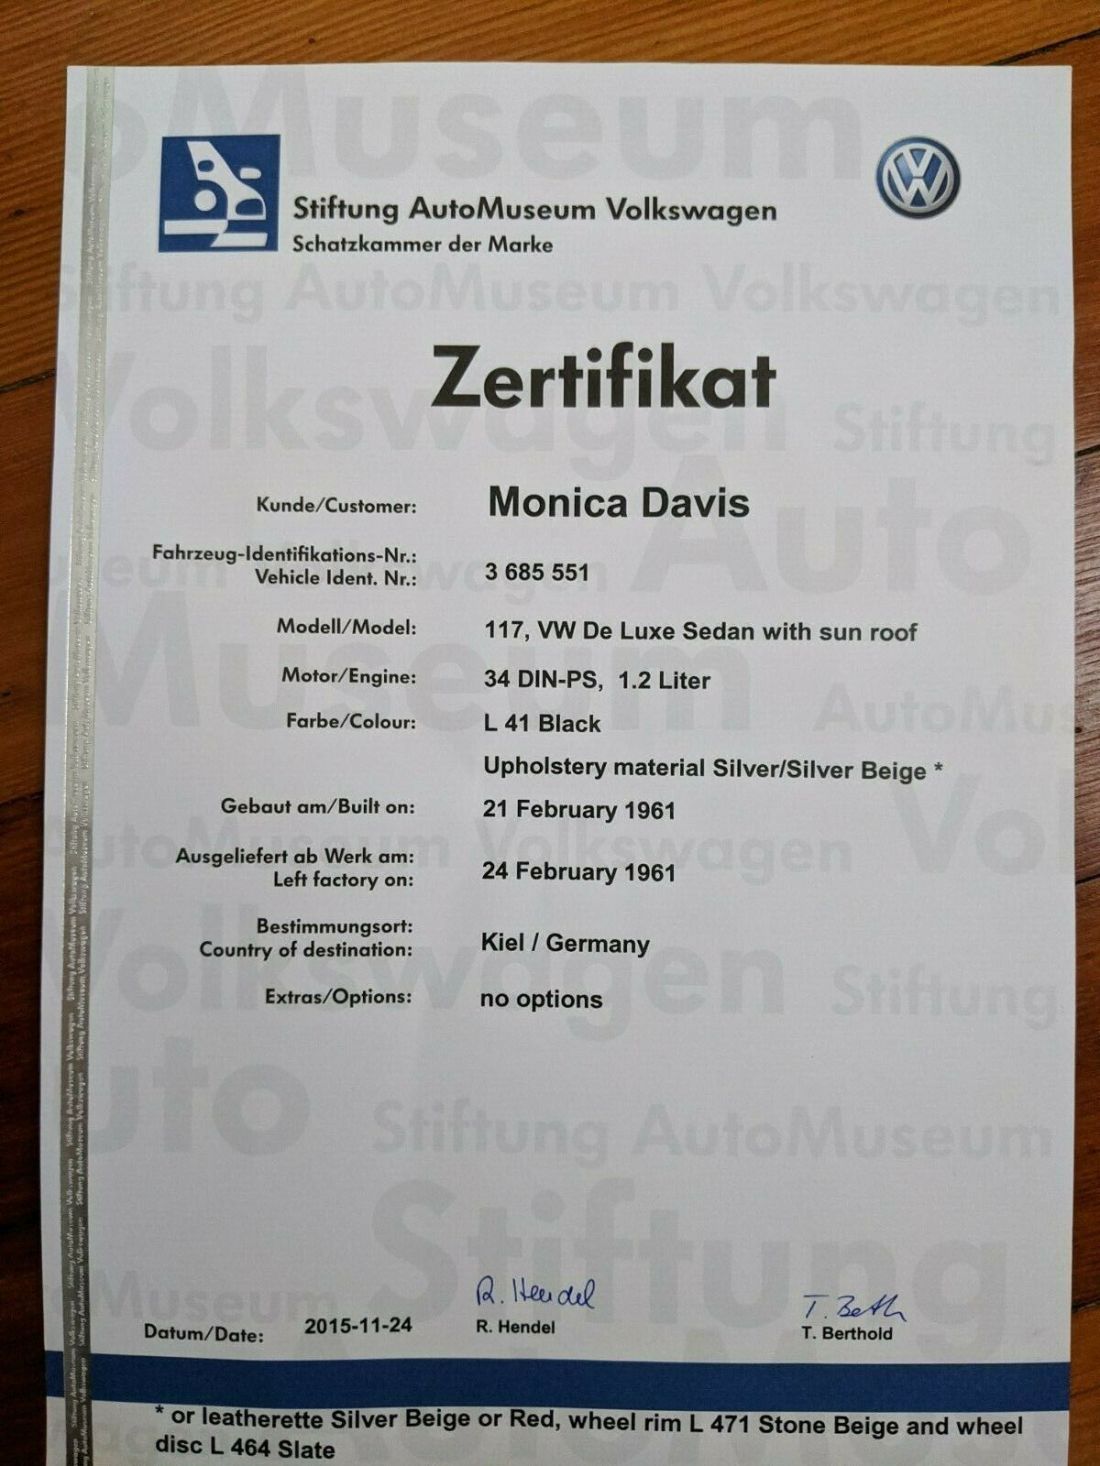 Stiftung AutoMuseum Volkswagen
Schatzkammer der Marke
Zertifikat
Kunde/Customer: Monica Davis
Fahrzeug-Identifikations-Nr.:
Vehicle Ident. Nr.: 3 685 551
Modell/Model: 117, VW De Luxe Sedan with sun roof
Motor/Engine: 34 DIN-PS, 1.2 Liter
Farbe/Colour: L 41 Black
Upholstery material Silver/Silver Beige *
Gebaut am/Built on: 21 February 1961
Ausgeliefert ab Werk am:
Left factory on: 24 February 1961
Bestimmungsort:
Country of destination: Kiel / Germany
Extras/Options: no options
R. Hendel
Datum/Date: 2015-11-24 R. Hendel T. Berthold
* or leatherette Silver Beige or Red, wheel rim L 471 Stone Beige and wheel
disc L 464 Slate